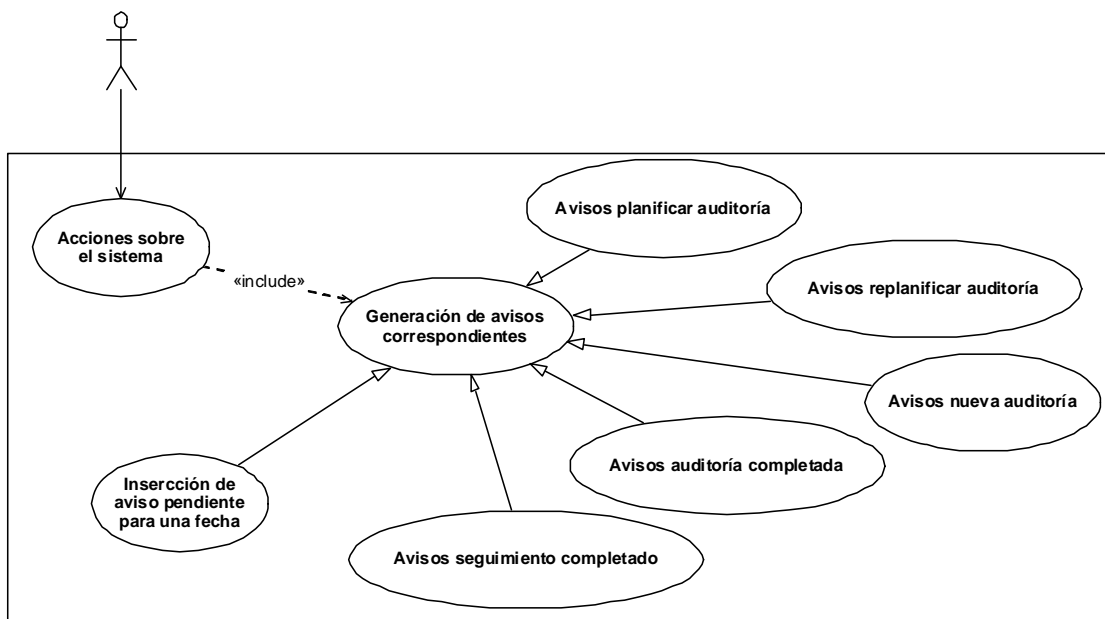 Avisos planificar auditoría
Acciones sobre
el sistema
«include»
Avisos replanificar auditoría
Generación de avisos
correspondientes
Avisos nueva auditoría
Avisos auditoría completada
Insercción de
aviso pendiente
para una fecha
Avisos seguimiento completado